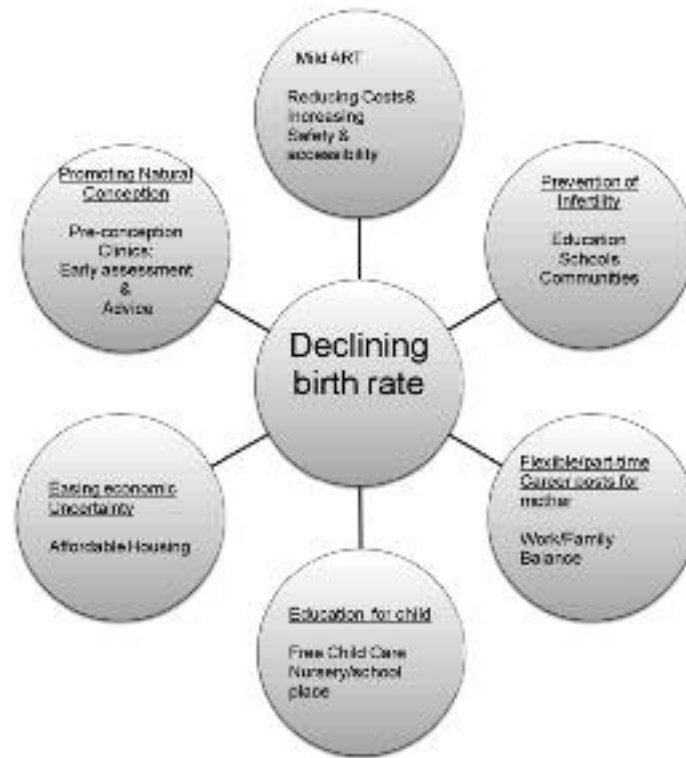 Mild ART
Reducing Costs&
Increasing
Safety &
accessibility
Prevention of
Infertility
Education
Schools
Communities
Flexible/part-time
Career posts for
mother
Work/Family
Balance
Education for child
Free Child Care
Nursery/school
place
Easing economic
Uncertainty
Affordable Housing
Promoting Natural
Conception
Pre-conception
Clinics:
Early assessment
&
Advice
Declining
birth rate